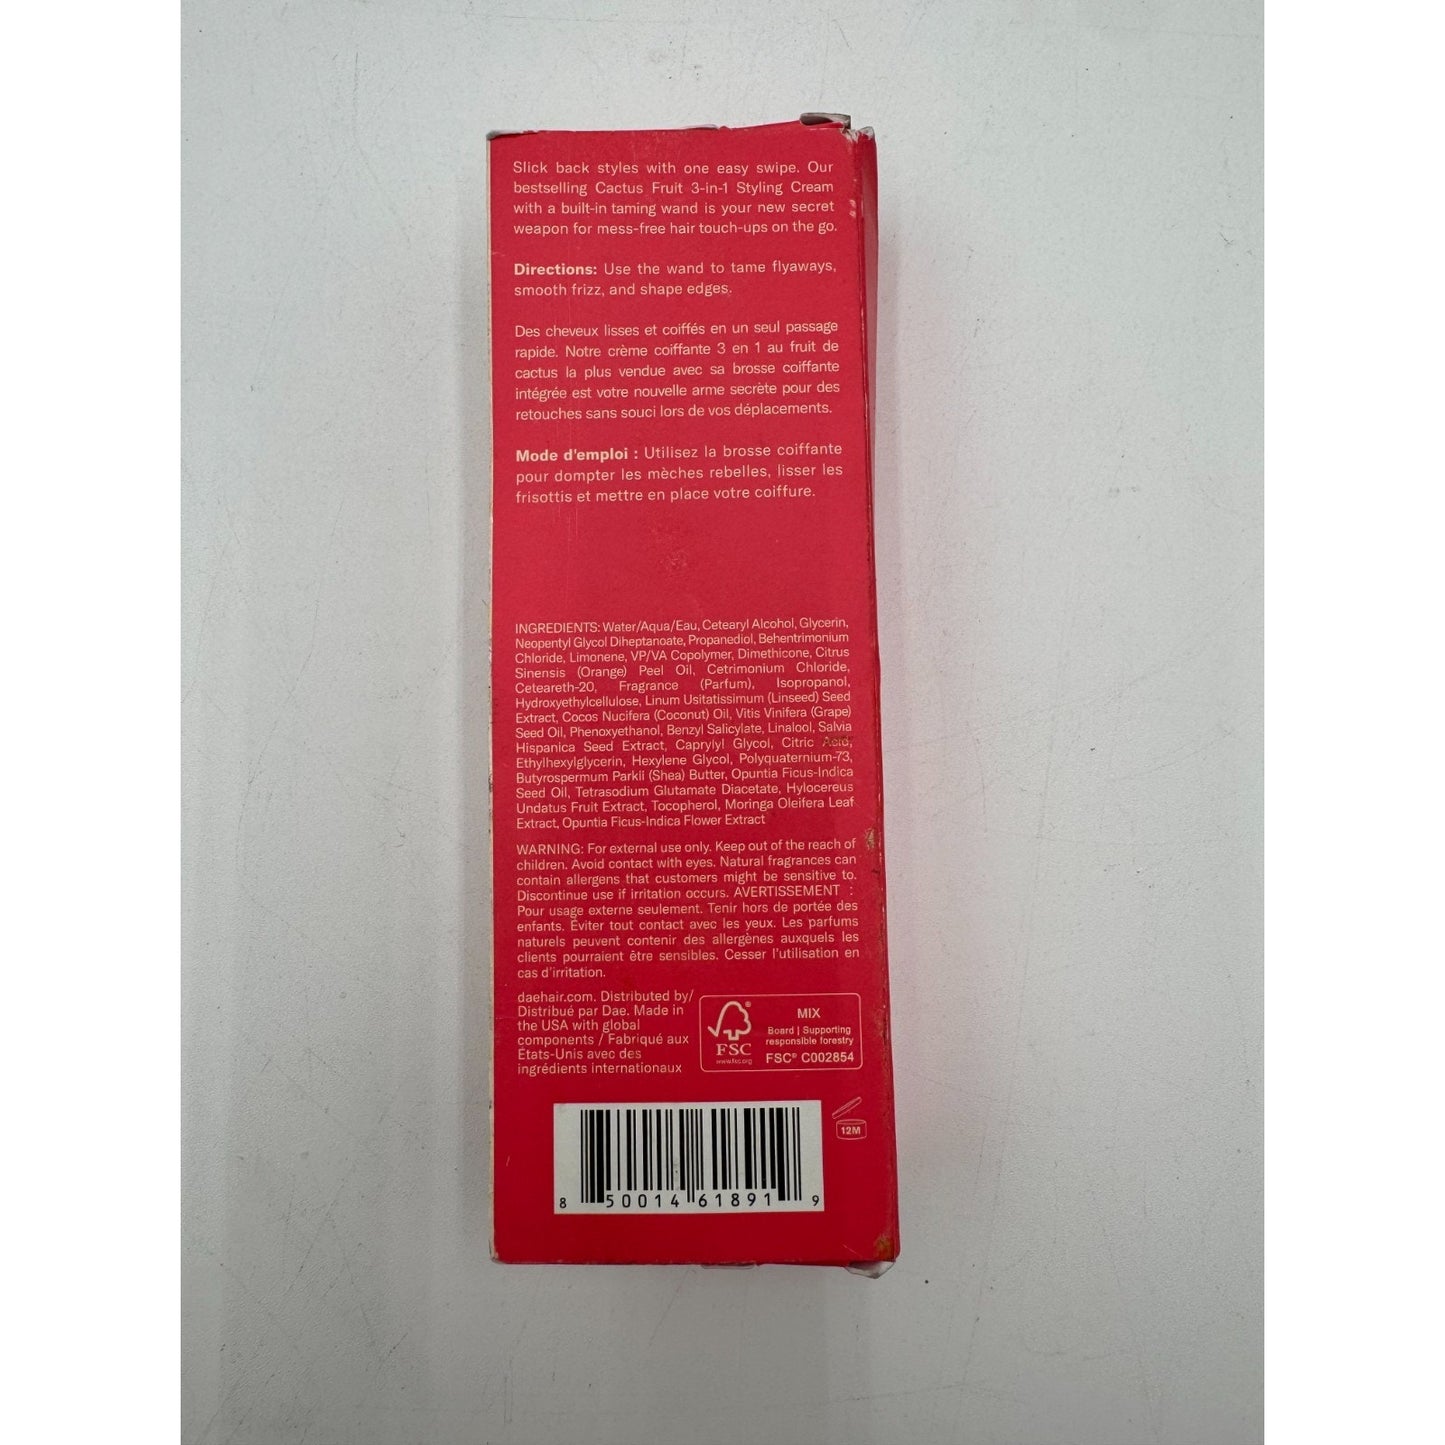 Slick back styles with one easy swipe. Our
bestselling Cactus Fruit 3-in-1 Styling Cream
with a built-in taming wand is your new secret
weapon for mess-free hair touch-ups on the go.
Directions: Use the wand to tame flyaways,
smooth frizz, and shape edges.
Des cheveux lisses et coiffés en un seul passage
rapide. Notre crème coiffante 3 en 1 au fruit de
cactus la plus vendue avec sa brosse coiffante
intégrée est votre nouvelle arme secrète pour des
retouches sans souci lors de vos déplacements.
Mode d'emploi : Utilisez la brosse coiffante
pour dompter les mèches rebelles, lisser les
frisottis et mettre en place votre coiffure.
INGREDIENTS: Water/Aqua/Eau, Cetearyl Alcohol, Glycerin,
Neopentyl Glycol Diheptanoate, Propanediol, Behentrimonium
Chloride, Limonene, VP/VA Copolymer, Dimethicone, Citrus
Sinensis (Orange) Peel Oil, Cetrimonium Chloride,
Ceteareth-20, Fragrance (Parfum), Isopropanol,
Hydroxyethylcellulose, Linum Usitatissimum (Linseed) Seed
Extract, Cocos Nucifera (Coconut) Oil, Vitis Vinifera (Grape)
Seed Oil, Phenoxyethanol, Benzyl Salicylate, Linalool, Salvia
Hispanica Seed Extract, Caprylyl Glycol, Citric Acid,
Ethylhexylglycerin, Hexylene Glycol, Polyquaternium-73,
Butyrospermum Parkii (Shea) Butter, Opuntia Ficus-Indica
Seed Oil, Tetrasodium Glutamate Diacetate, Hylocereus
Undatus Fruit Extract, Tocopherol, Moringa Oleifera Leaf
Extract, Opuntia Ficus-Indica Flower Extract
WARNING: For external use only. Keep out of the reach of
children. Avoid contact with eyes. Natural fragrances can
contain allergens that customers might be sensitive to.
Discontinue use if irritation occurs. AVERTISSEMENT :
Pour usage externe seulement. Tenir hors de portée des
enfants. Éviter tout contact avec les yeux. Les parfums
naturels peuvent contenir des allergènes auxquels les
clients pourraient être sensibles. Cesser l'utilisation en
cas d'irritation.
daehair.com. Distributed by/
Distribué par Dae. Made in
the USA with global
components / Fabriqué aux
États-Unis avec des
ingrédients internationaux
®
FSC
www.fsc.org
MIX
Board | Supporting
responsible forestry
FSC® C002854
12M
8 50014 61891 9